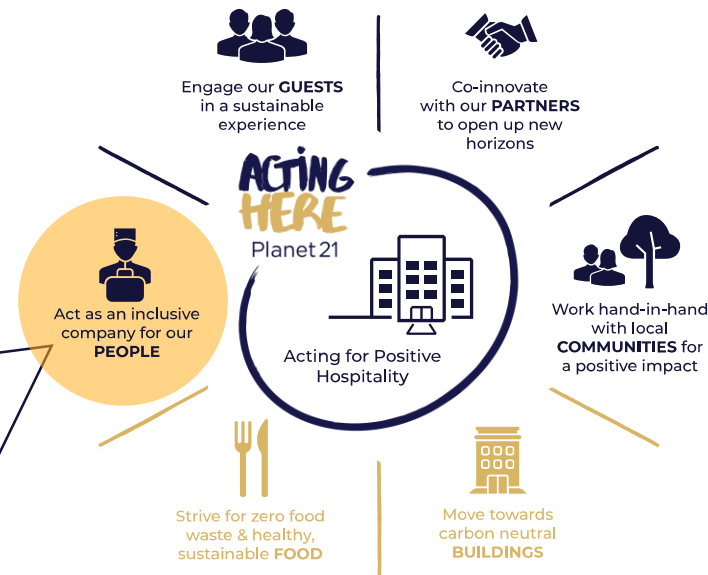 Engage our GUESTS
in a sustainable
experience
Co-innovate
with our PARTNERS
to open up new
horizons
ACTING
HERE
Planet 21
Acting for Positive
Hospitality
Act as an inclusive
company for our
PEOPLE
Work hand-in-hand
with local
COMMUNITIES for
a positive impact
Strive for zero food
waste & healthy,
sustainable FOOD
Move towards
carbon neutral
BUILDINGS